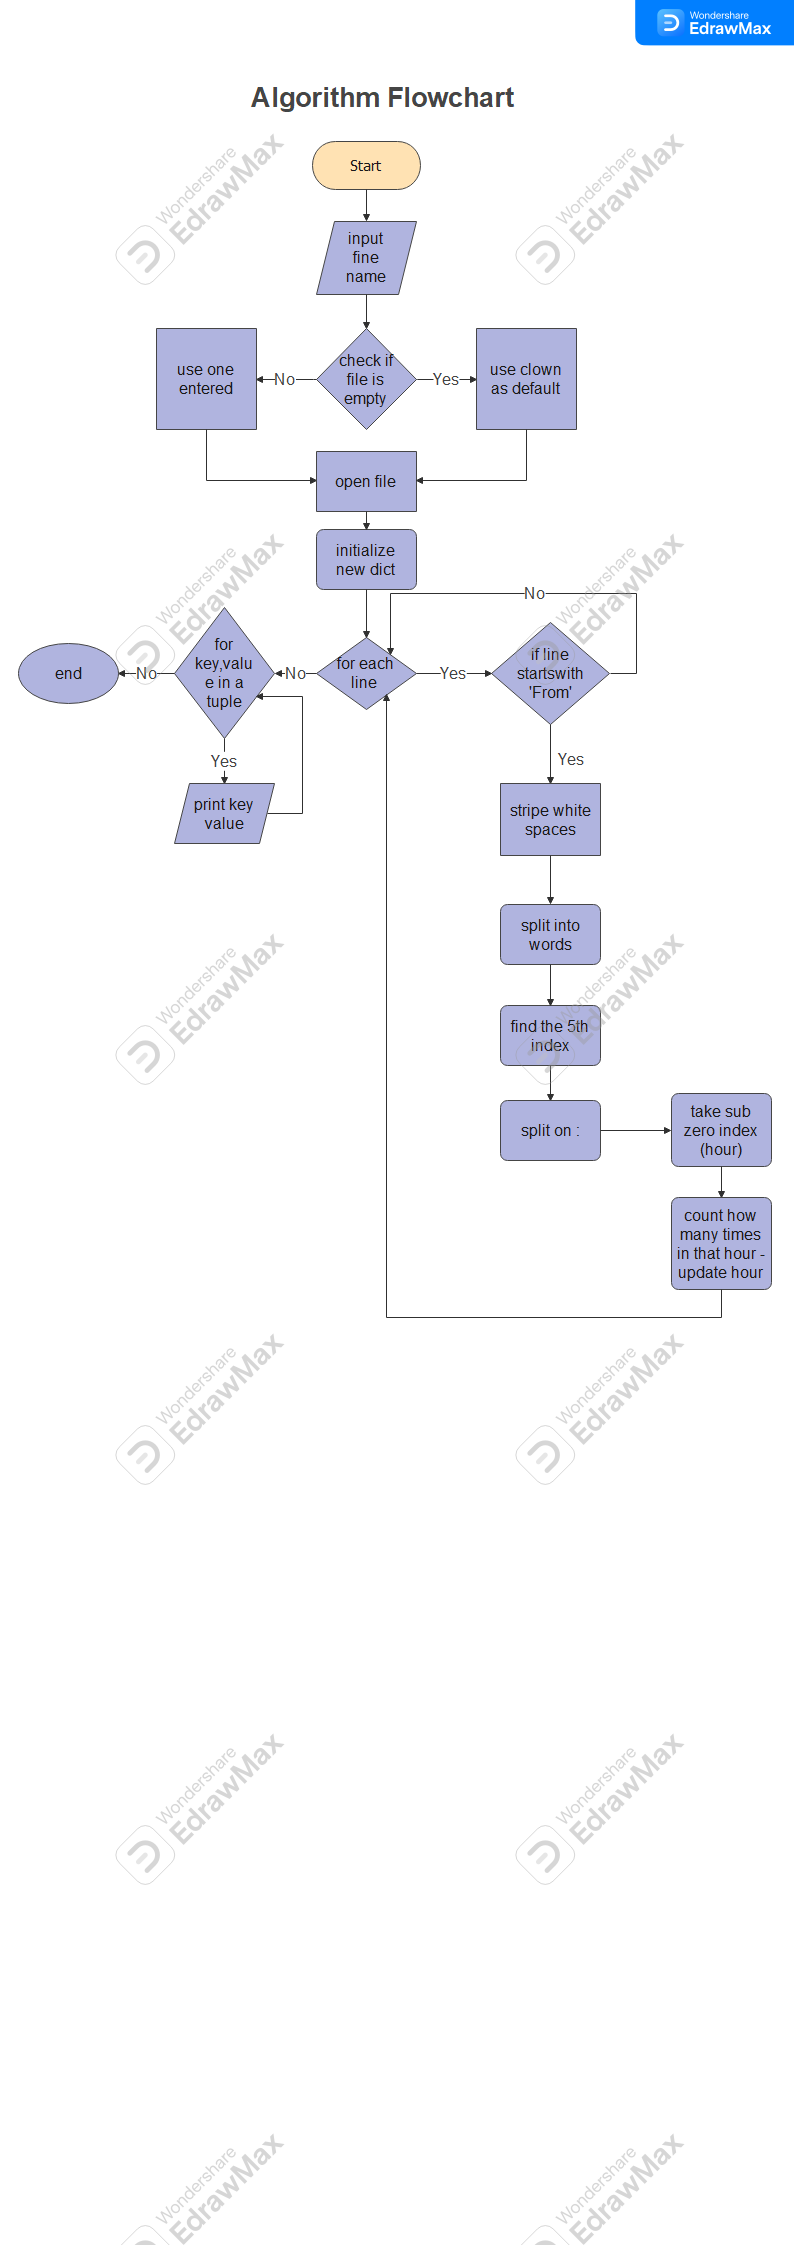 Wondershare
EdrawMax
Algorithm Flowchart
Start
input
fine
name
check if
file is
empty
No
use one
entered
Yes
use clown
as default
open file
initialize
new dict
for each
line
No
for
key,valu
e in a
tuple
No
end
Yes
print key
value
Yes
if line
startswith
'From'
No
Yes
stripe white
spaces
split into
words
find the 5th
index
split on :
take sub
zero index
(hour)
count how
many times
in that hour -
update hour
Wondershare
EdrawMax
Wondershare
EdrawMax
Wondershare
EdrawMax
Wondershare
EdrawMax
Wondershare
EdrawMax
Wondershare
EdrawMax
Wondershare
EdrawMax
Wondershare
EdrawMax
Wondershare
EdrawMax
Wondershare
EdrawMax
Wondershare
EdrawMax
Wondershare
EdrawMax